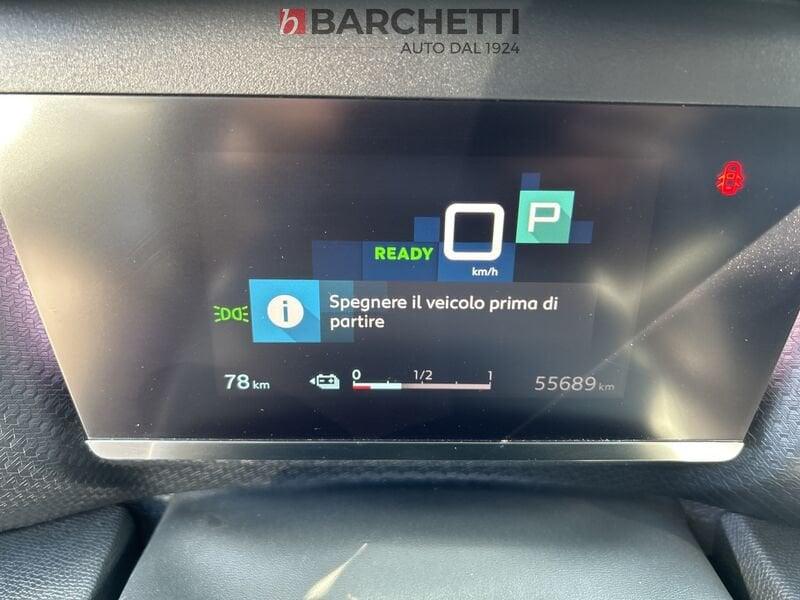 b BARCHETTI
AUTO DAL 1924
P
READY
0
km/h
Spegnere il veicolo prima di
partire
78 km
0 1/2 1
55689 km